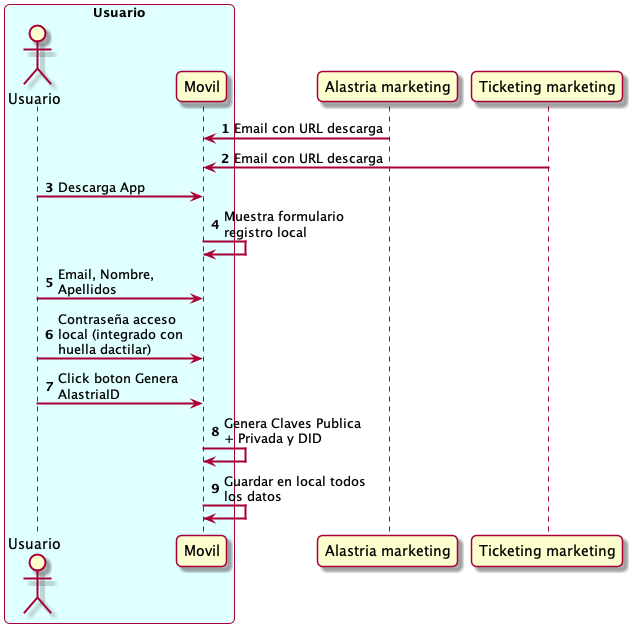 Usuario
Usuario
Movil
Alastria marketing
Ticketing marketing
1 Email con URL descarga
2 Email con URL descarga
3 Descarga App
4 Muestra formulario
registro local
5 Email, Nombre,
Apellidos
6 Contraseña acceso
local (integrado con
huella dactilar)
7 Click boton Genera
AlastriaID
8 Genera Claves Publica
+ Privada y DID
9 Guardar en local todos
los datos
Usuario
Movil
Alastria marketing
Ticketing marketing